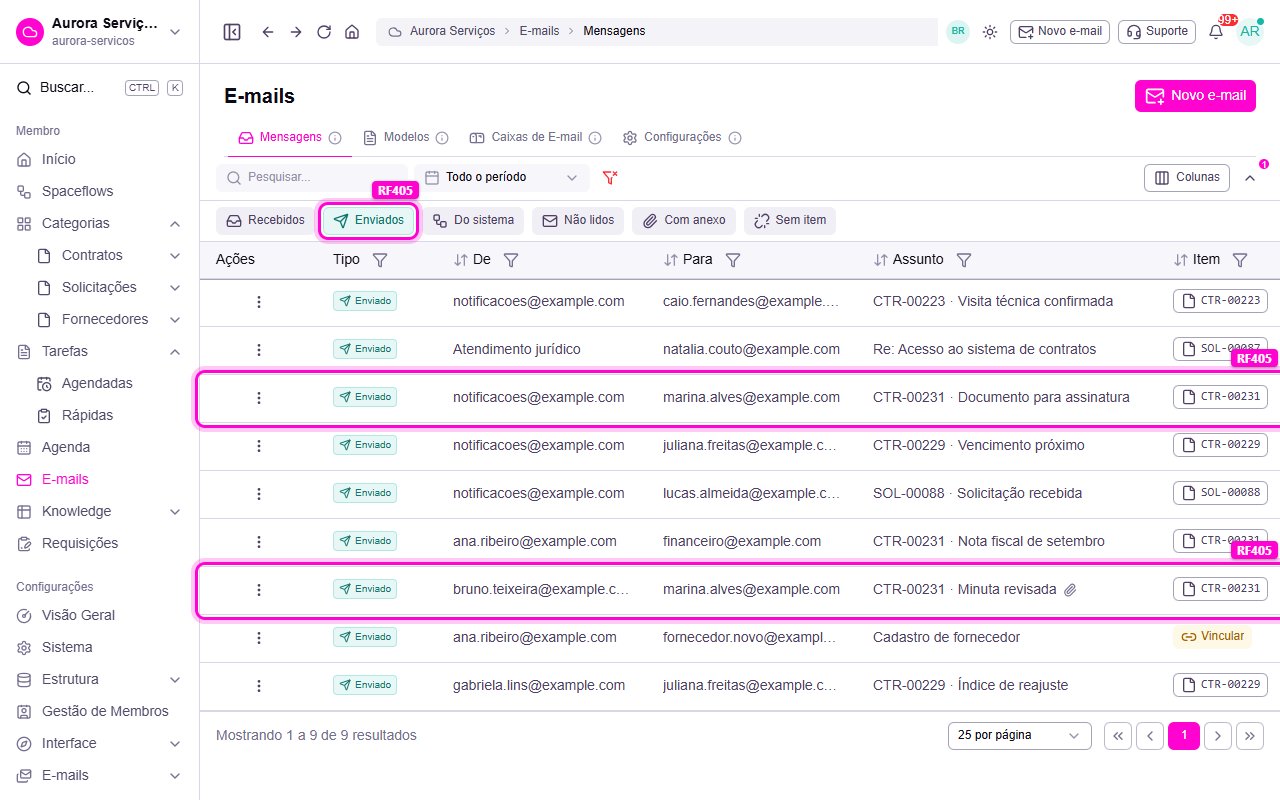 Aurora Serviç...
aurora-servicos
Buscar... CTRL K
Membro
Início
Spaceflows
Categorias
Contratos
Solicitações
Fornecedores
Tarefas
Agendadas
Rápidas
Agenda
E-mails
Knowledge
Requisições
Configurações
Visão Geral
Sistema
Estrutura
Gestão de Membros
Interface
E-mails
Aurora Serviços > E-mails > Mensagens
BR Novo e-mail Suporte 99+ AR
E-mails
Novo e-mail
Mensagens Modelos Caixas de E-mail Configurações
Pesquisar... Todo o período Colunas 1
RF405
Recebidos Enviados Do sistema Não lidos Com anexo Sem item
Ações Tipo De Para Assunto Item
Enviado notificacoes@example.com caio.fernandes@example.... CTR-00223 · Visita técnica confirmada CTR-00223
Enviado Atendimento jurídico natalia.couto@example.com Re: Acesso ao sistema de contratos SOL-00087
RF405
Enviado notificacoes@example.com marina.alves@example.com CTR-00231 · Documento para assinatura CTR-00231
Enviado notificacoes@example.com juliana.freitas@example.c... CTR-00229 · Vencimento próximo CTR-00229
Enviado notificacoes@example.com lucas.almeida@example.c... SOL-00088 · Solicitação recebida SOL-00088
Enviado ana.ribeiro@example.com financeiro@example.com CTR-00231 · Nota fiscal de setembro CTR-00231
RF405
Enviado bruno.teixeira@example.c... marina.alves@example.com CTR-00231 · Minuta revisada CTR-00231
Enviado ana.ribeiro@example.com fornecedor.novo@exampl... Cadastro de fornecedor Vincular
Enviado gabriela.lins@example.com juliana.freitas@example.c... CTR-00229 · Índice de reajuste CTR-00229
Mostrando 1 a 9 de 9 resultados 25 por página 1